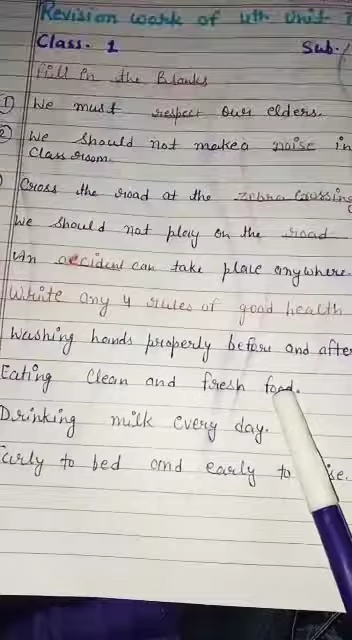 Revision work of 4th Unit
Class. 1 Sub.
Fill In the Blanks
1) We must respect our elders.
2) We should not make a noise in
Class room.
Cross the road at the zebra Crossing
We should not play on the road
An accident can take place anywhere.
Write any 4 rules of good health
Washing hands properly before and after
Eating Clean and fresh food.
Drinking milk every day.
Early to bed and early to ise.